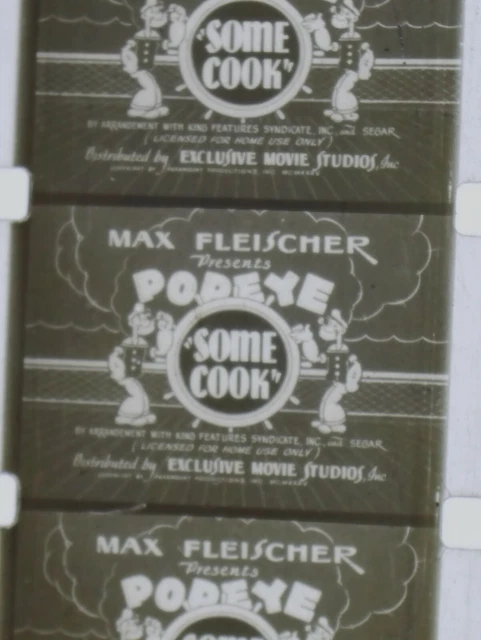 "SOME
COOK"
BY ARRANGEMENT WITH KING FEATURES SYNDICATE, INC. and SEGAR
(LICENSED FOR HOME USE ONLY)
Distributed by EXCLUSIVE MOVIE STUDIOS, Inc
MAX FLEISCHER
Presents
POPEYE
"SOME
COOK"
BY ARRANGEMENT WITH KING FEATURES SYNDICATE, INC. and SEGAR
(LICENSED FOR HOME USE ONLY)
Distributed by EXCLUSIVE MOVIE STUDIOS, Inc
MAX FLEISCHER
Presents
POPEYE
"SOME